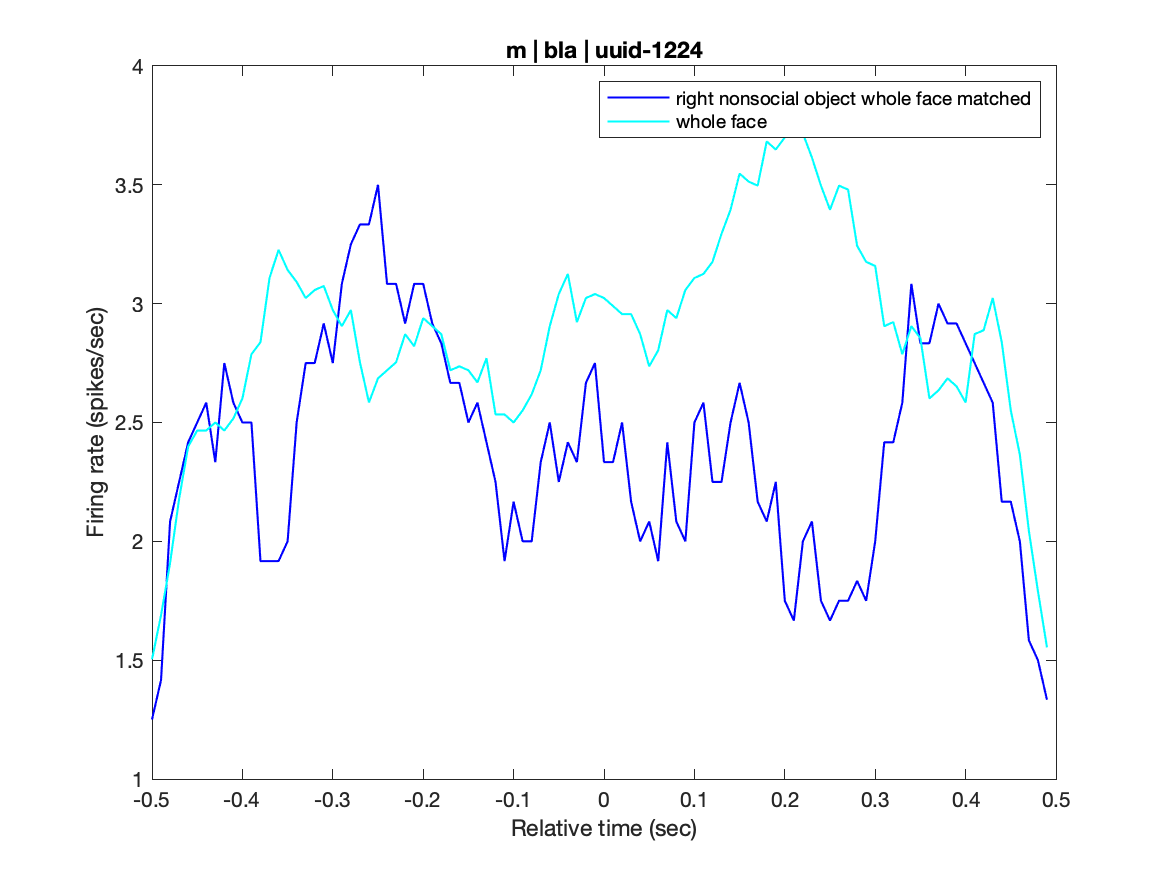 m | bla | uuid-1224
right nonsocial object whole face matched
whole face
4
3.5
3
2.5
2
1.5
1
Firing rate (spikes/sec)
-0.5 -0.4 -0.3 -0.2 -0.1 0 0.1 0.2 0.3 0.4 0.5
Relative time (sec)